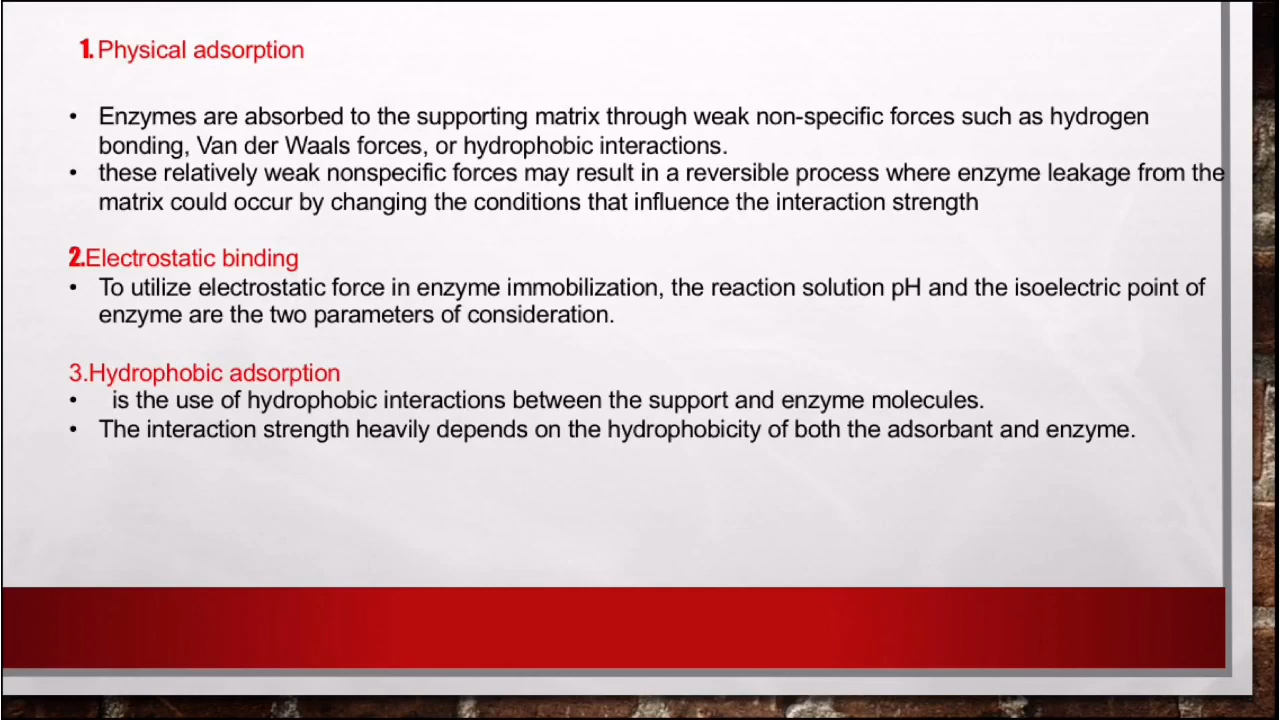 1. Physical adsorption
• Enzymes are absorbed to the supporting matrix through weak non-specific forces such as hydrogen
bonding, Van der Waals forces, or hydrophobic interactions.
• these relatively weak nonspecific forces may result in a reversible process where enzyme leakage from the
matrix could occur by changing the conditions that influence the interaction strength
2.Electrostatic binding
• To utilize electrostatic force in enzyme immobilization, the reaction solution pH and the isoelectric point of
enzyme are the two parameters of consideration.
3.Hydrophobic adsorption
• is the use of hydrophobic interactions between the support and enzyme molecules.
• The interaction strength heavily depends on the hydrophobicity of both the adsorbant and enzyme.